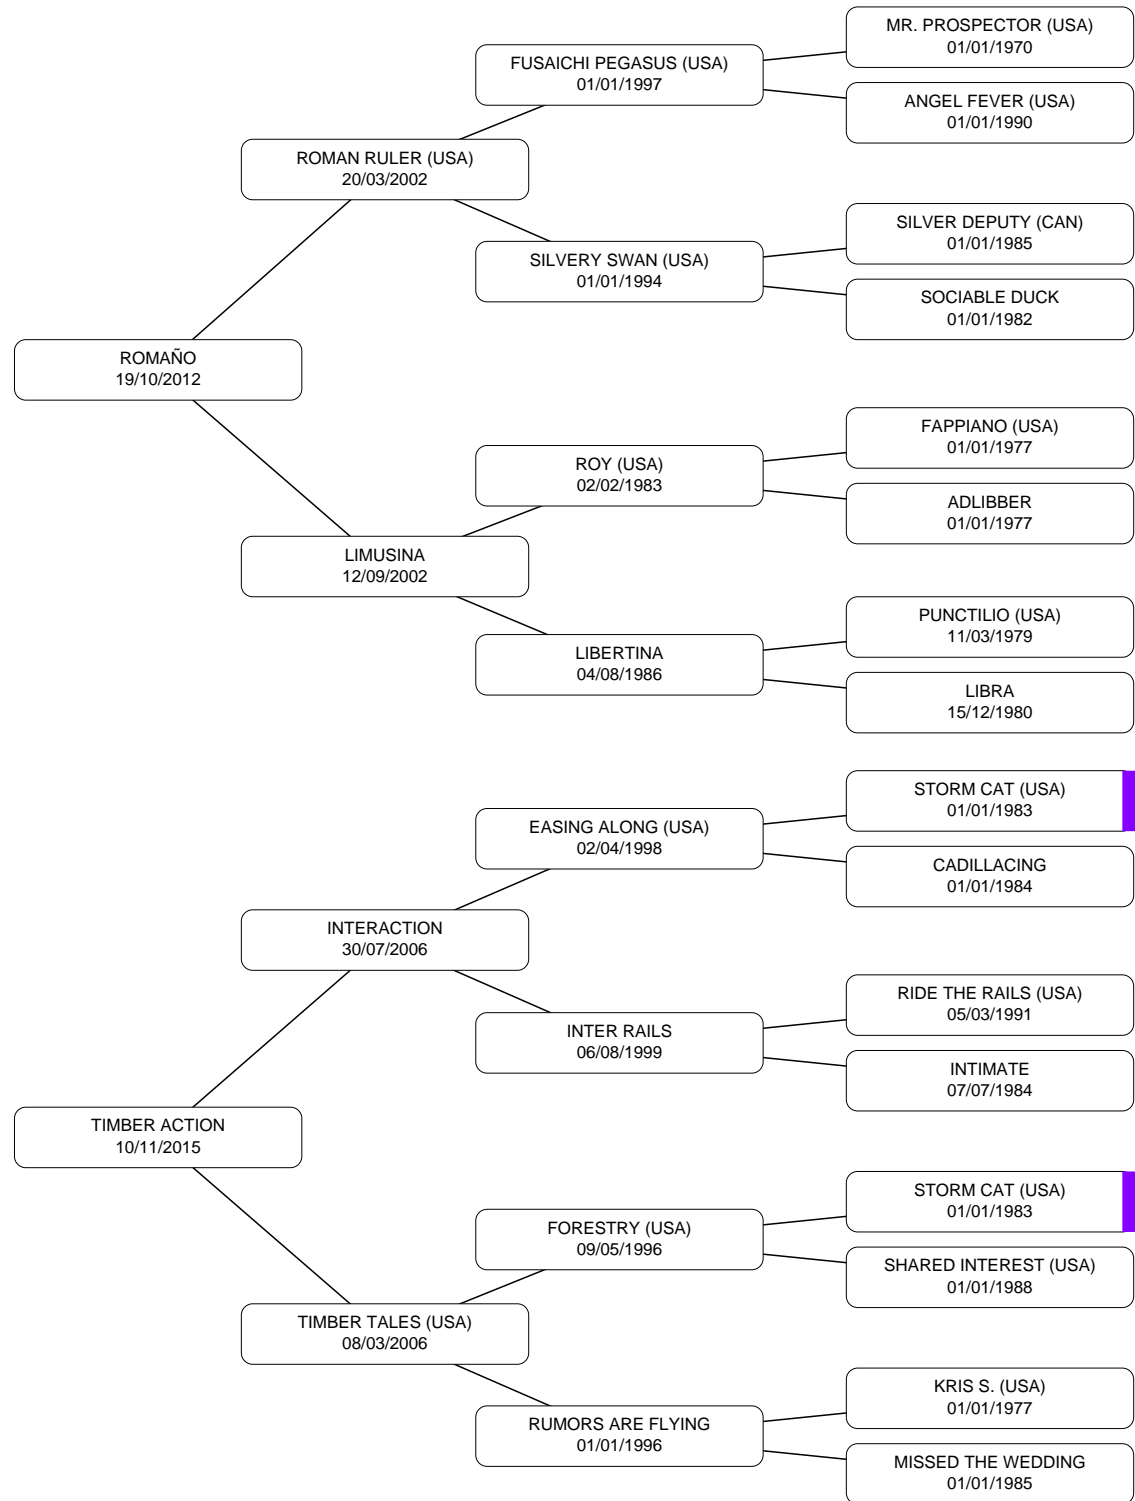 MR. PROSPECTOR (USA)
01/01/1970
FUSAICHI PEGASUS (USA)
01/01/1997
ANGEL FEVER (USA)
01/01/1990
ROMAN RULER (USA)
20/03/2002
SILVER DEPUTY (CAN)
01/01/1985
SILVERY SWAN (USA)
01/01/1994
SOCIABLE DUCK
01/01/1982
ROMAÑO
19/10/2012
FAPPIANO (USA)
01/01/1977
ROY (USA)
02/02/1983
ADLIBBER
01/01/1977
LIMUSINA
12/09/2002
PUNCTILIO (USA)
11/03/1979
LIBERTINA
04/08/1986
LIBRA
15/12/1980
STORM CAT (USA)
01/01/1983
EASING ALONG (USA)
02/04/1998
CADILLACING
01/01/1984
INTERACTION
30/07/2006
RIDE THE RAILS (USA)
05/03/1991
INTER RAILS
06/08/1999
INTIMATE
07/07/1984
TIMBER ACTION
10/11/2015
STORM CAT (USA)
01/01/1983
FORESTRY (USA)
09/05/1996
SHARED INTEREST (USA)
01/01/1988
TIMBER TALES (USA)
08/03/2006
KRIS S. (USA)
01/01/1977
RUMORS ARE FLYING
01/01/1996
MISSED THE WEDDING
01/01/1985